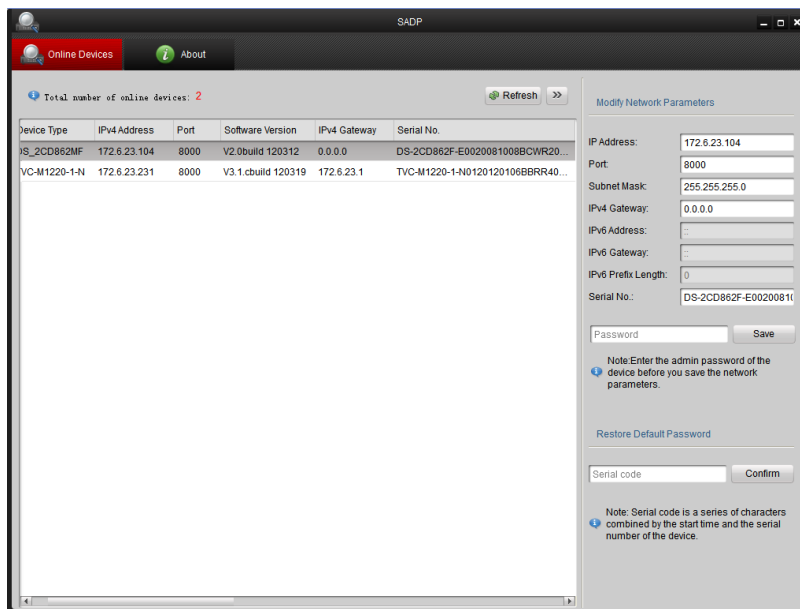 SADP
Online Devices
About
Total number of online devices: 2
Refresh
Modify Network Parameters
Device Type IPv4 Address Port Software Version IPv4 Gateway Serial No.
DS_2CD862MF 172.6.23.104 8000 V2.0build 120312 0.0.0.0 DS-2CD862F-E0020081008BCWR20...
TVC-M1220-1-N 172.6.23.231 8000 V3.1.cbuild 120319 172.6.23.1 TVC-M1220-1-N0120120106BBRR40...
IP Address: 172.6.23.104
Port: 8000
Subnet Mask: 255.255.255.0
IPv4 Gateway: 0.0.0.0
IPv6 Address: ::
IPv6 Gateway: ::
IPv6 Prefix Length: 0
Serial No.: DS-2CD862F-E0020081(
Password
Save
Note:Enter the admin password of the
device before you save the network
parameters.
Restore Default Password
Serial code
Confirm
Note: Serial code is a series of characters
combined by the start time and the serial
number of the device.